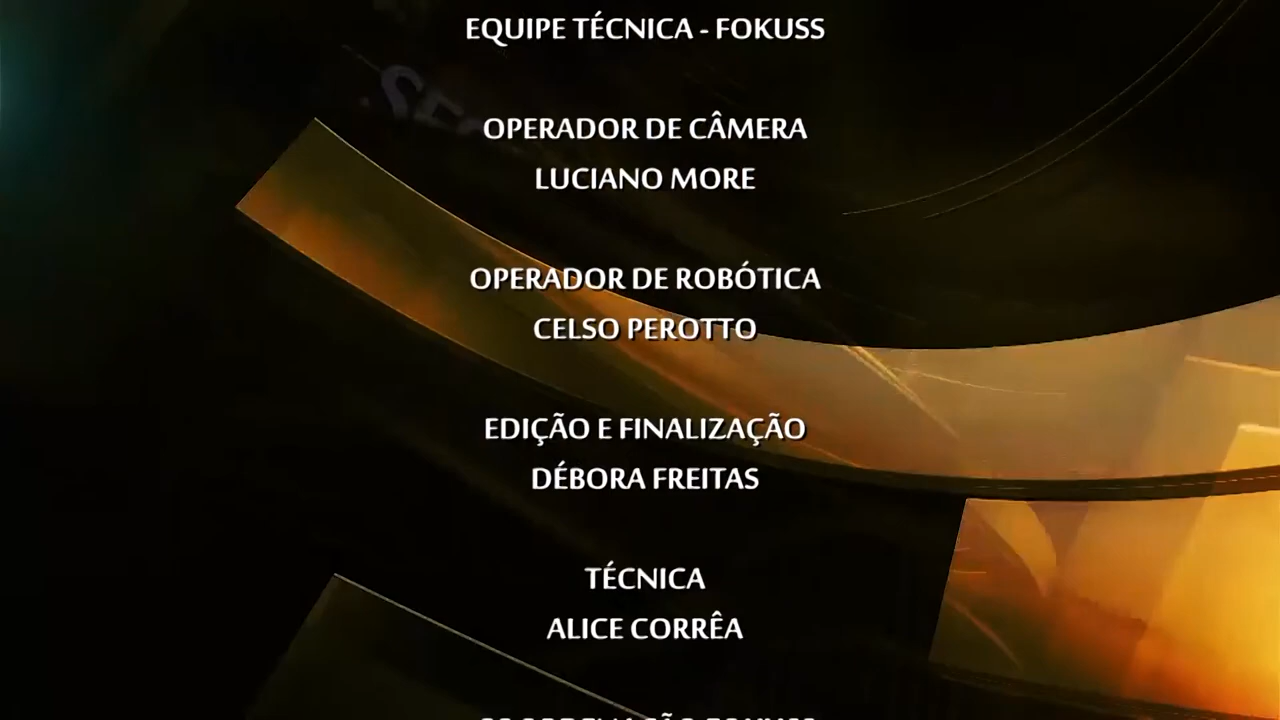 EQUIPE TÉCNICA - FOKUSS
OPERADOR DE CÂMERA
LUCIANO MORE
OPERADOR DE ROBÓTICA
CELSO PEROTTO
EDIÇÃO E FINALIZAÇÃO
DÉBORA FREITAS
TÉCNICA
ALICE CORRÊA